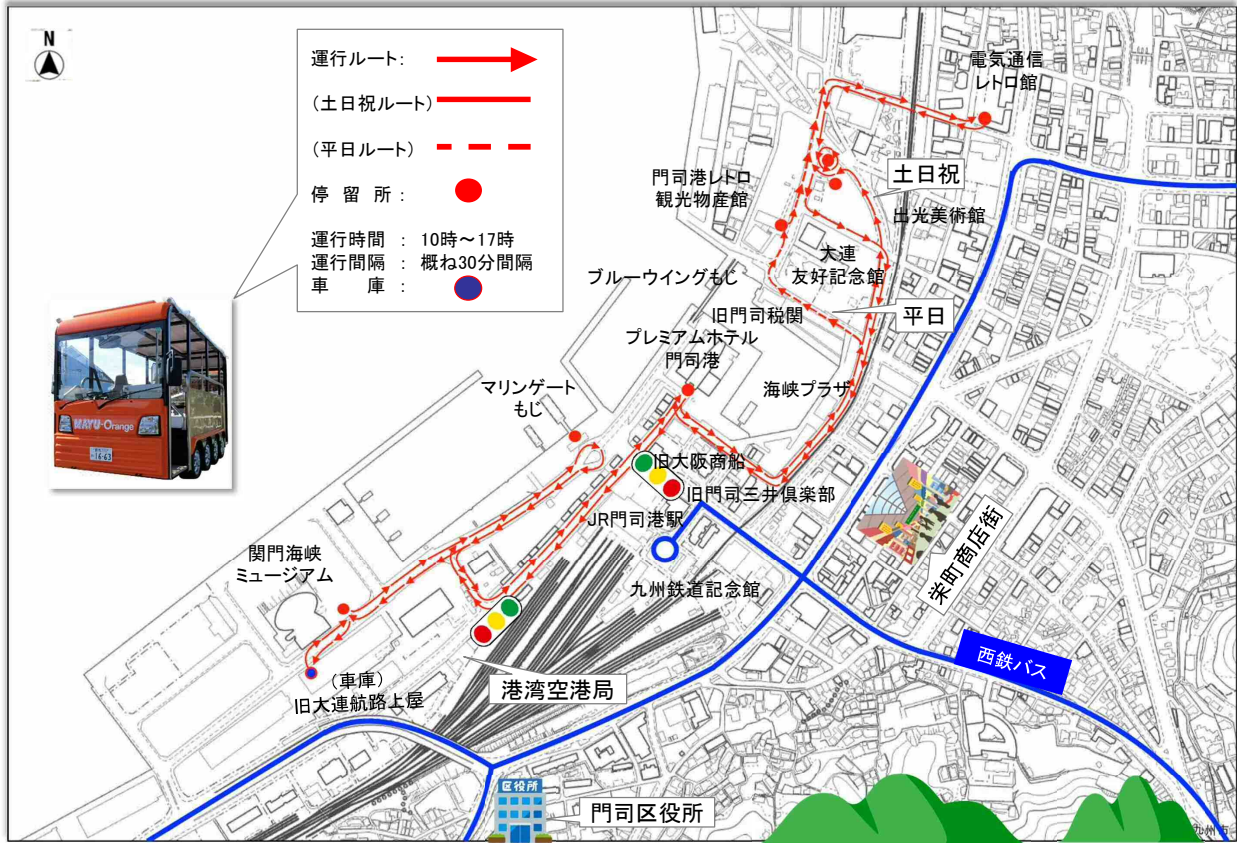 N
運行ルート：
（土日祝ルート）
（平日ルート）
停 留 所：
運行時間 ： 10時～17時
運行間隔 ： 概ね30分間隔
車 庫 ：
MAYU-Orange
16-63
電気通信
レトロ館
土日祝
門司港レトロ
観光物産館
出光美術館
大連
友好記念館
ブルーウイングもじ
旧門司税関
平日
プレミアムホテル
門司港
海峡プラザ
マリンゲート
もじ
旧大阪商船
旧門司三井倶楽部
JR門司港駅
九州鉄道記念館
栄町商店街
関門海峡
ミュージアム
西鉄バス
（車庫）
旧大連航路上屋
港湾空港局
区役所
門司区役所
九州市